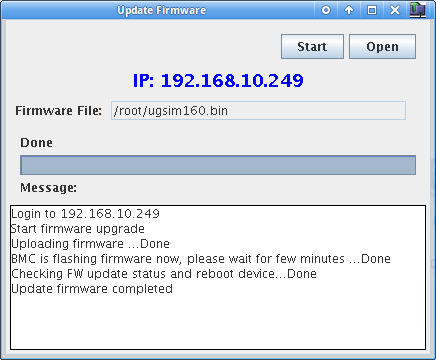 Update Firmware
Start Open
IP: 192.168.10.249
Firmware File: /root/ugsim160.bin
Done
Message:
Login to 192.168.10.249
Start firmware upgrade
Uploading firmware ...Done
BMC is flashing firmware now, please wait for few minutes ...Done
Checking FW update status and reboot device...Done
Update firmware completed